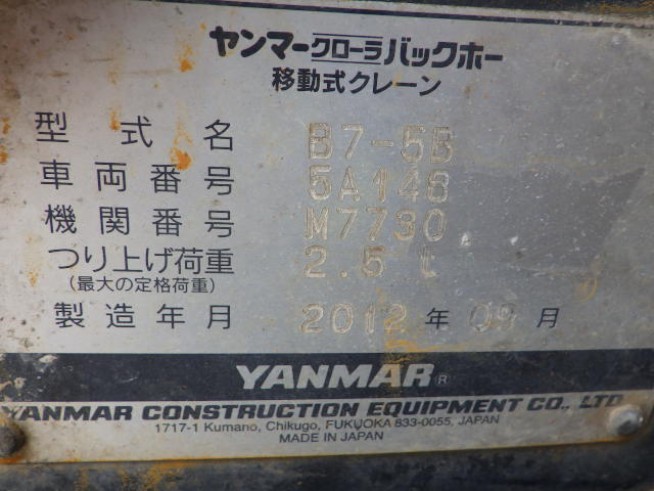 ヤンマークローラバックホー
移動式クレーン
型式名 B7-5B
車両番号 5A148
機関番号 M7790
つり上げ荷重 2.5 t
(最大の定格荷重)
製造年月 2012 年 09 月
YANMAR ®
YANMAR CONSTRUCTION EQUIPMENT CO., LTD
1717-1 Kumano, Chikugo, FUKUOKA 833-0055, JAPAN
MADE IN JAPAN